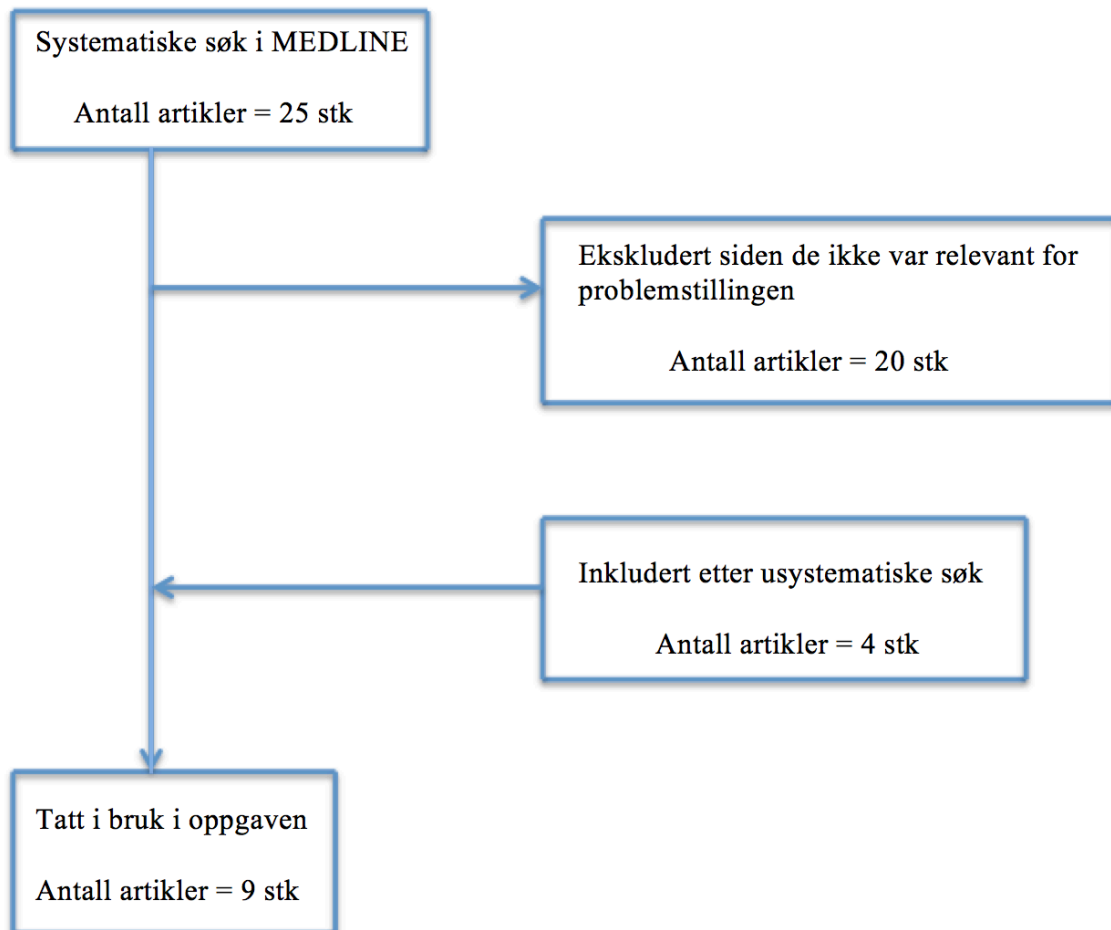 Systematiske søk i MEDLINE
Antall artikler = 25 stk
Ekskludert siden de ikke var relevant for
problemstillingen
Antall artikler = 20 stk
Inkludert etter usystematiske søk
Antall artikler = 4 stk
Tatt i bruk i oppgaven
Antall artikler = 9 stk